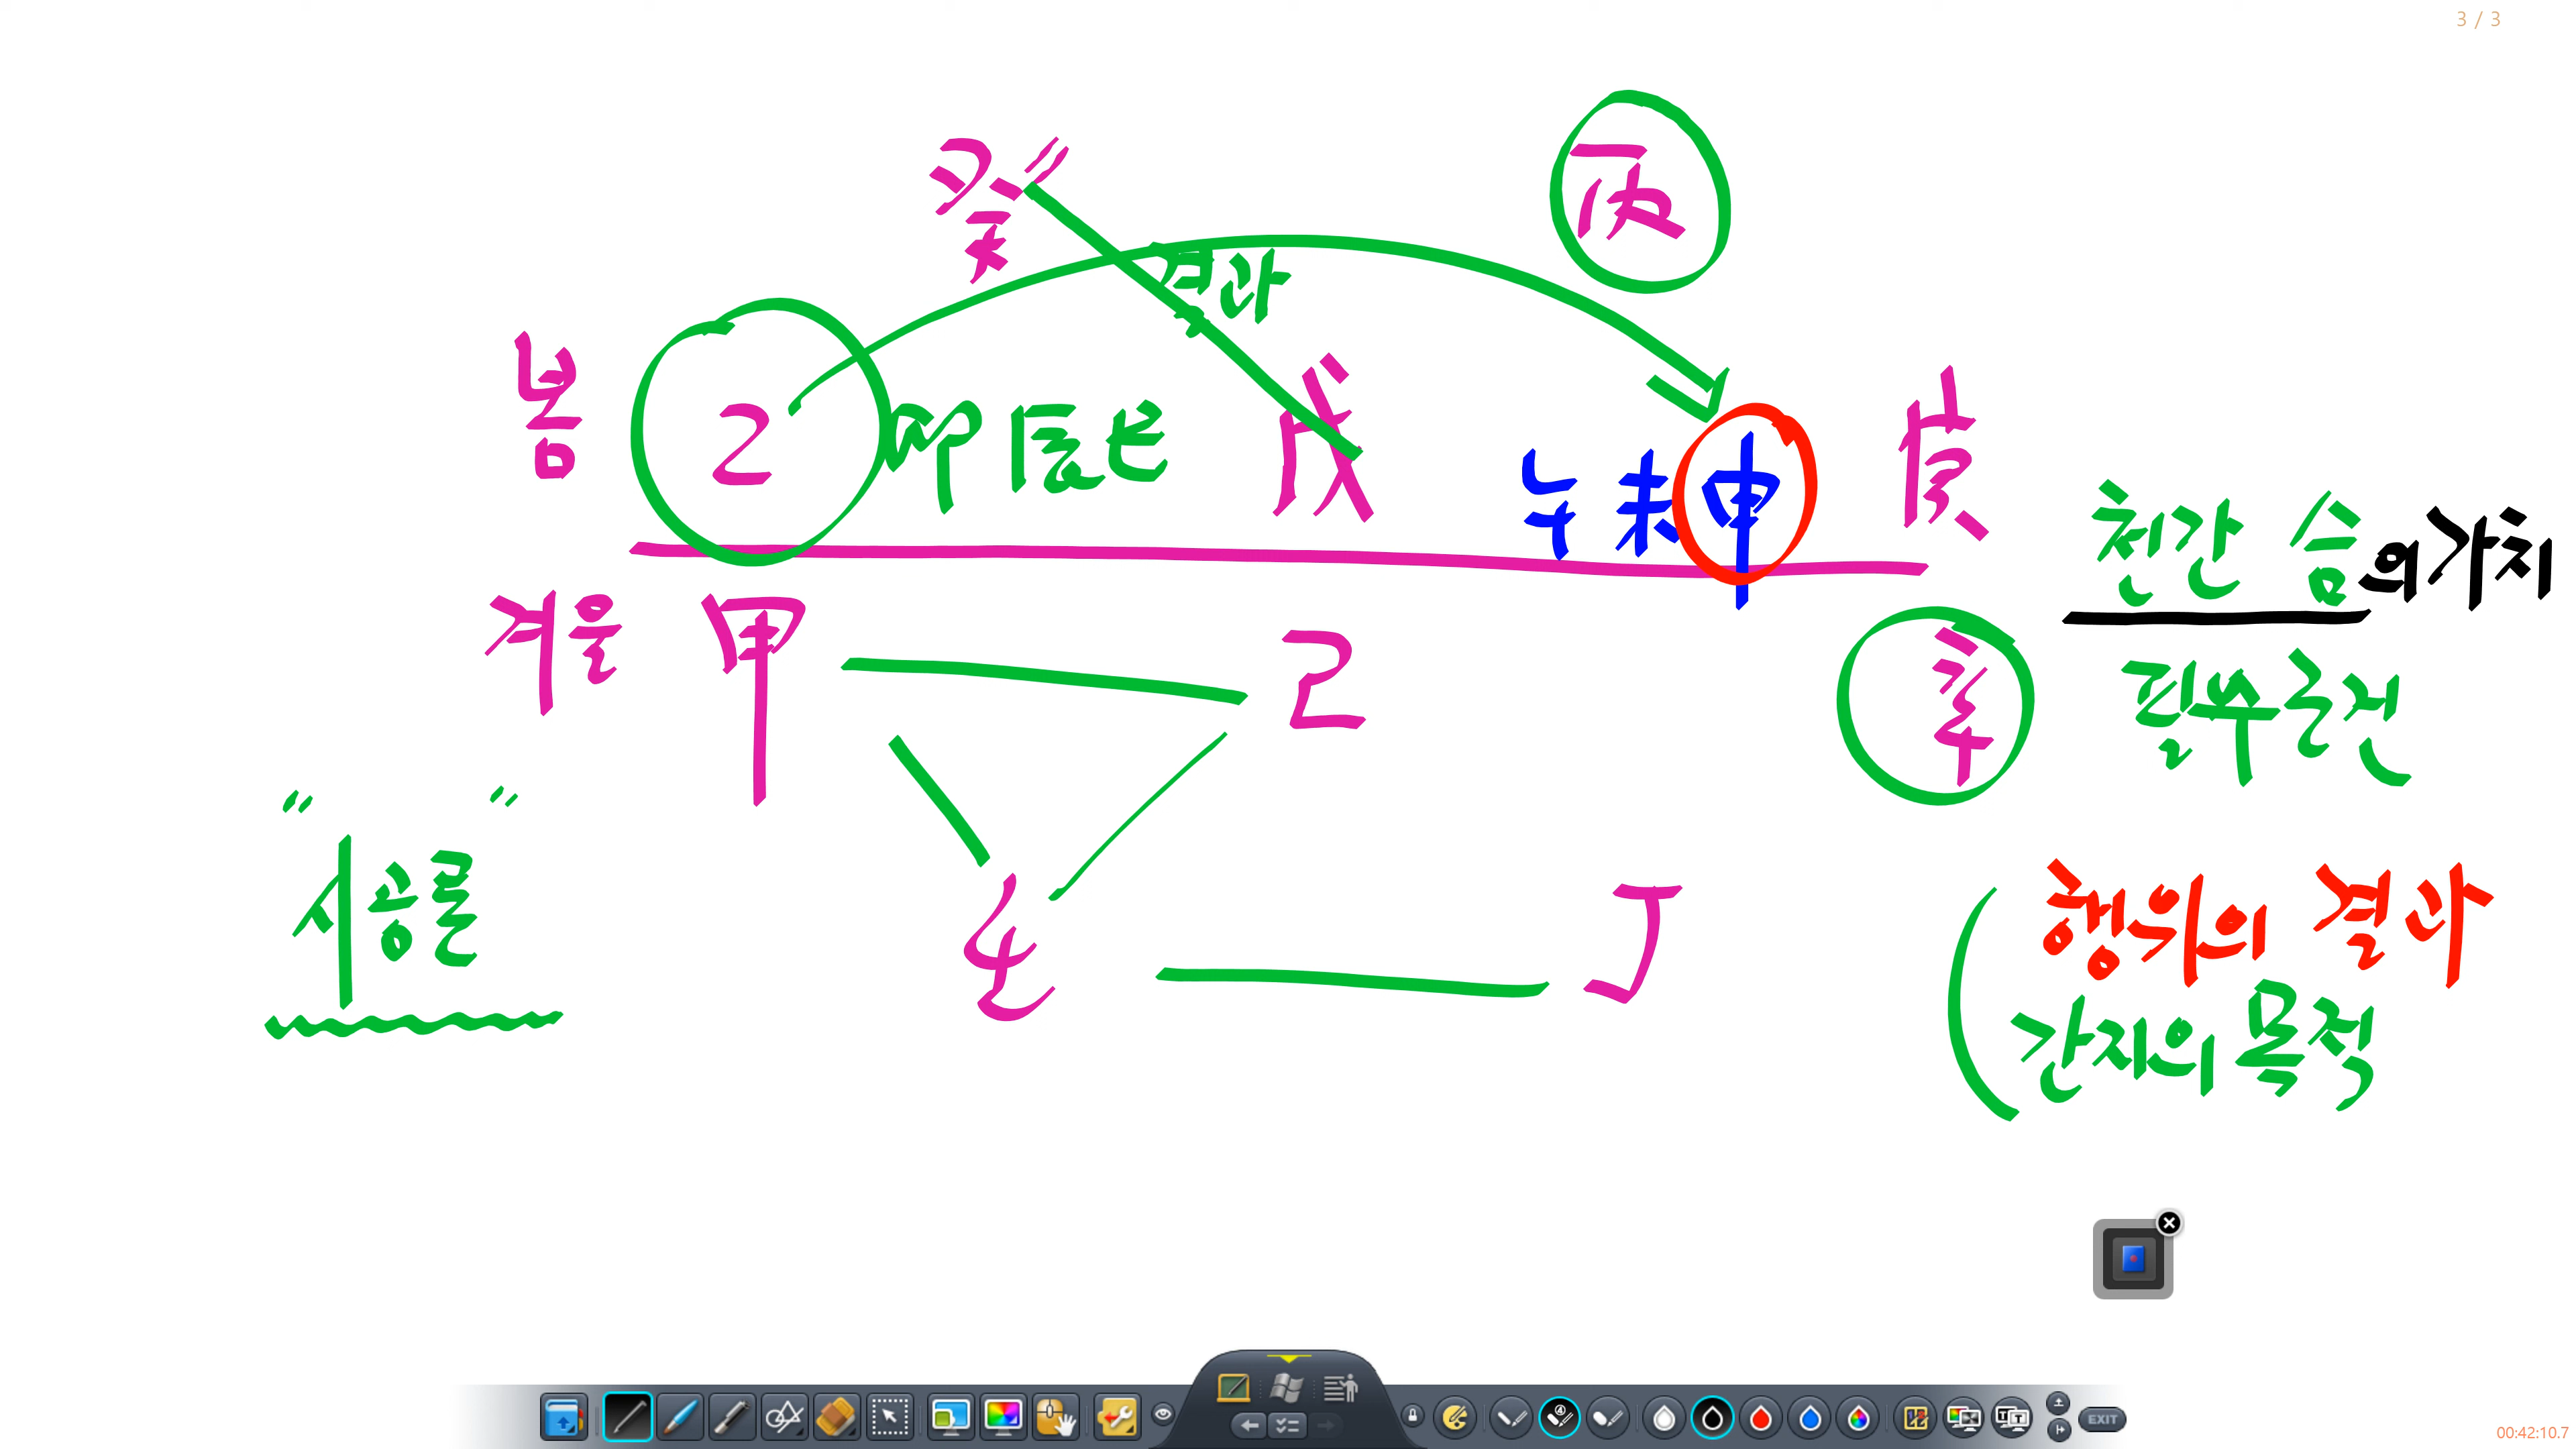 3 / 3
癸 丙
결과
봄 乙 卯 辰 巳 戊 午 未 申 庚
천간 合의 가치
겨울 甲 己 辛
필수조건
"시공론"
壬 丁
행위의 결과
간지의 목적
EXIT
00:42:10.7